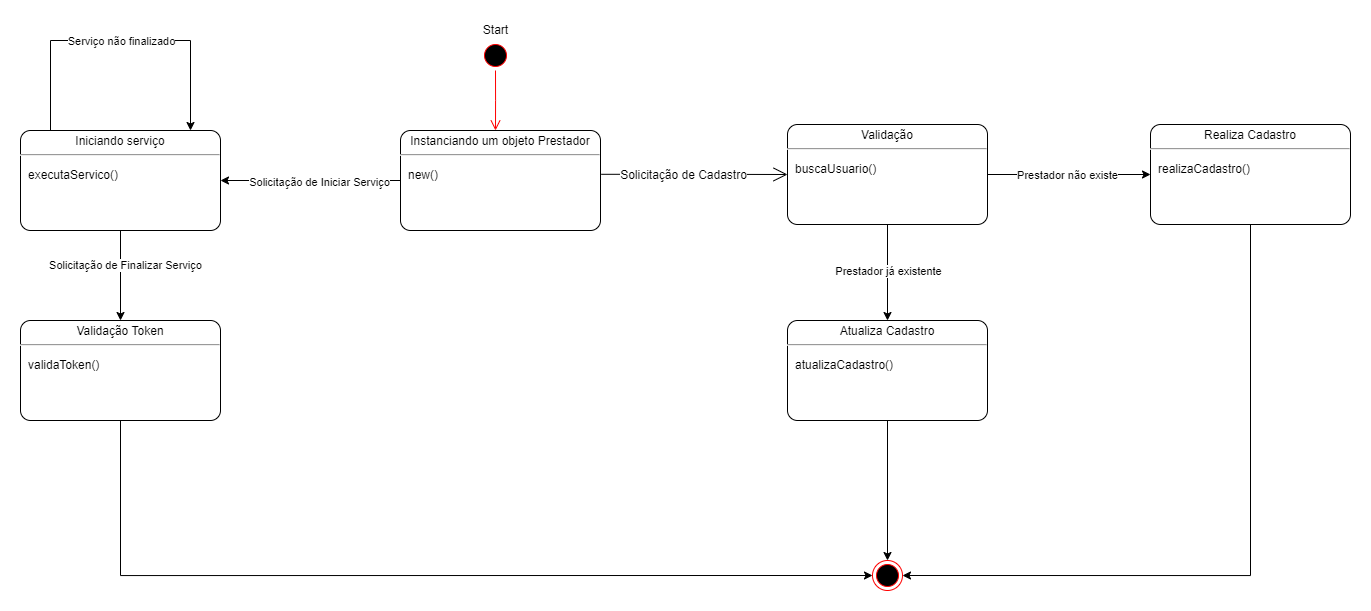 Start
Serviço não finalizado
Iniciando serviço
executaServico()
Instanciando um objeto Prestador
new()
Validação
buscaUsuario()
Realiza Cadastro
realizaCadastro()
Solicitação de Iniciar Serviço
Solicitação de Cadastro
Prestador não existe
Solicitação de Finalizar Serviço
Prestador já existente
Validação Token
validaToken()
Atualiza Cadastro
atualizaCadastro()